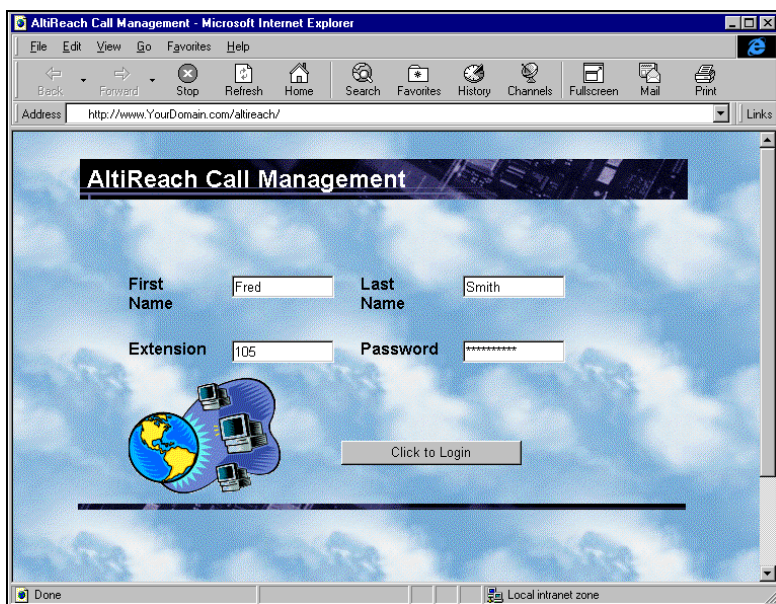 AltiReach Call Management - Microsoft Internet Explorer
File Edit View Go Favorites Help
Back Forward Stop Refresh Home Search Favorites History Channels Fullscreen Mail Print
Address http://www.YourDomain.com/altireach/ Links
AltiReach Call Management
First Name Fred Last Name Smith
Extension 105 Password **********
Click to Login
Done Local intranet zone